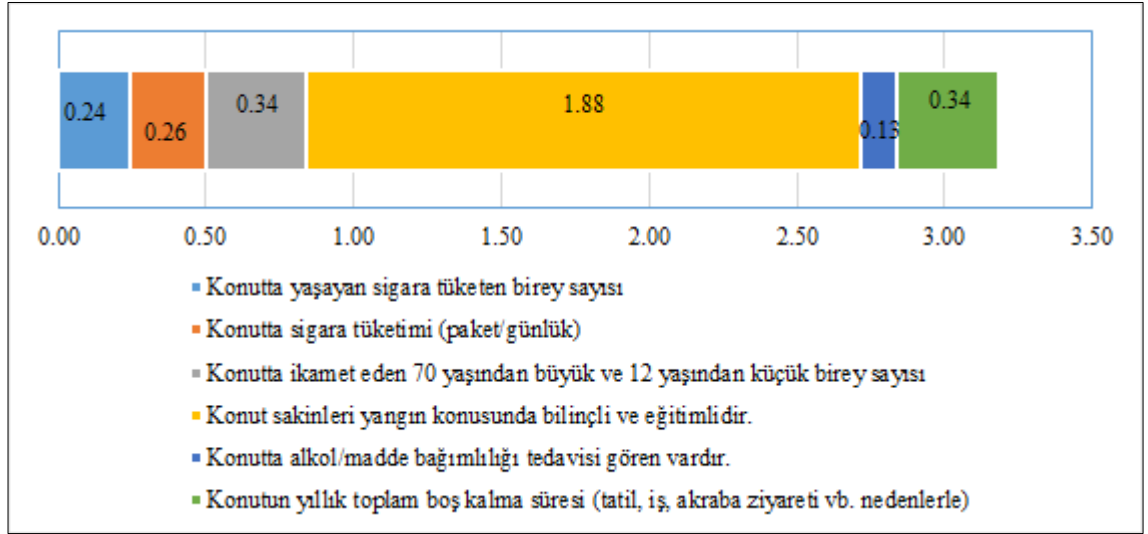 0.24 0.26 0.34 1.88 0.13 0.34
0.00 0.50 1.00 1.50 2.00 2.50 3.00 3.50
Konutta yaşayan sigara tüketen birey sayısı
Konutta sigara tüketimi (paket/günlük)
Konutta ikamet eden 70 yaşından büyük ve 12 yaşından küçük birey sayısı
Konut sakinleri yangın konusunda bilinçli ve eğitimlidir.
Konutta alkol/madde bağımlılığı tedavisi gören vardır.
Konutun yıllık toplam boş kalma süresi (tatil, iş, akraba ziyareti vb. nedenlerle)